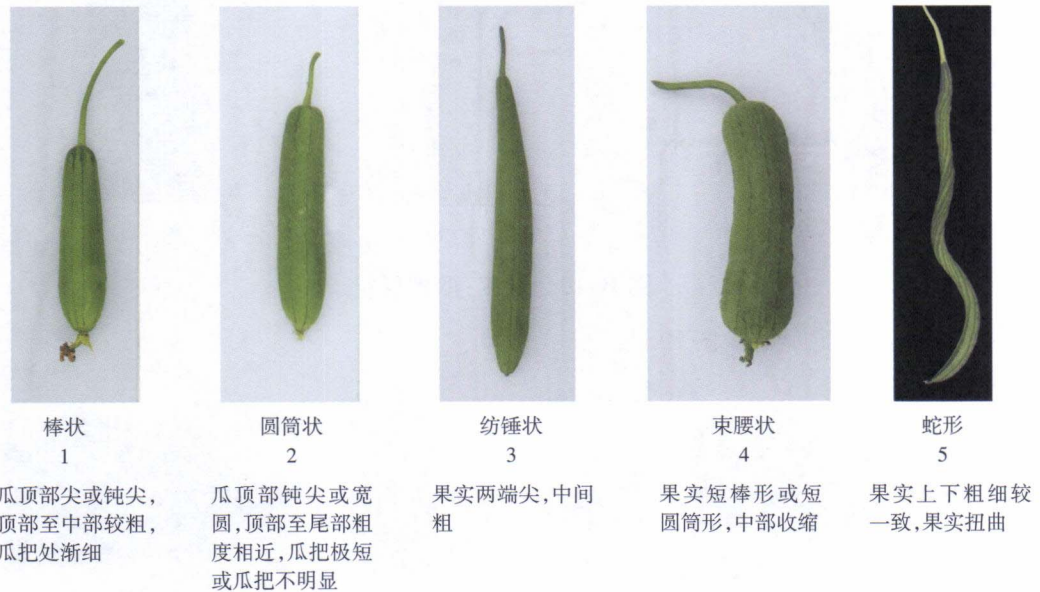 棒状
1
瓜顶部尖或钝尖,
顶部至中部较粗,
瓜把处渐细
圆筒状
2
瓜顶部钝尖或宽
圆,顶部至尾部粗
度相近,瓜把极短
或瓜把不明显
纺锤状
3
果实两端尖,中间
粗
束腰状
4
果实短棒形或短
圆筒形,中部收缩
蛇形
5
果实上下粗细较
一致,果实扭曲